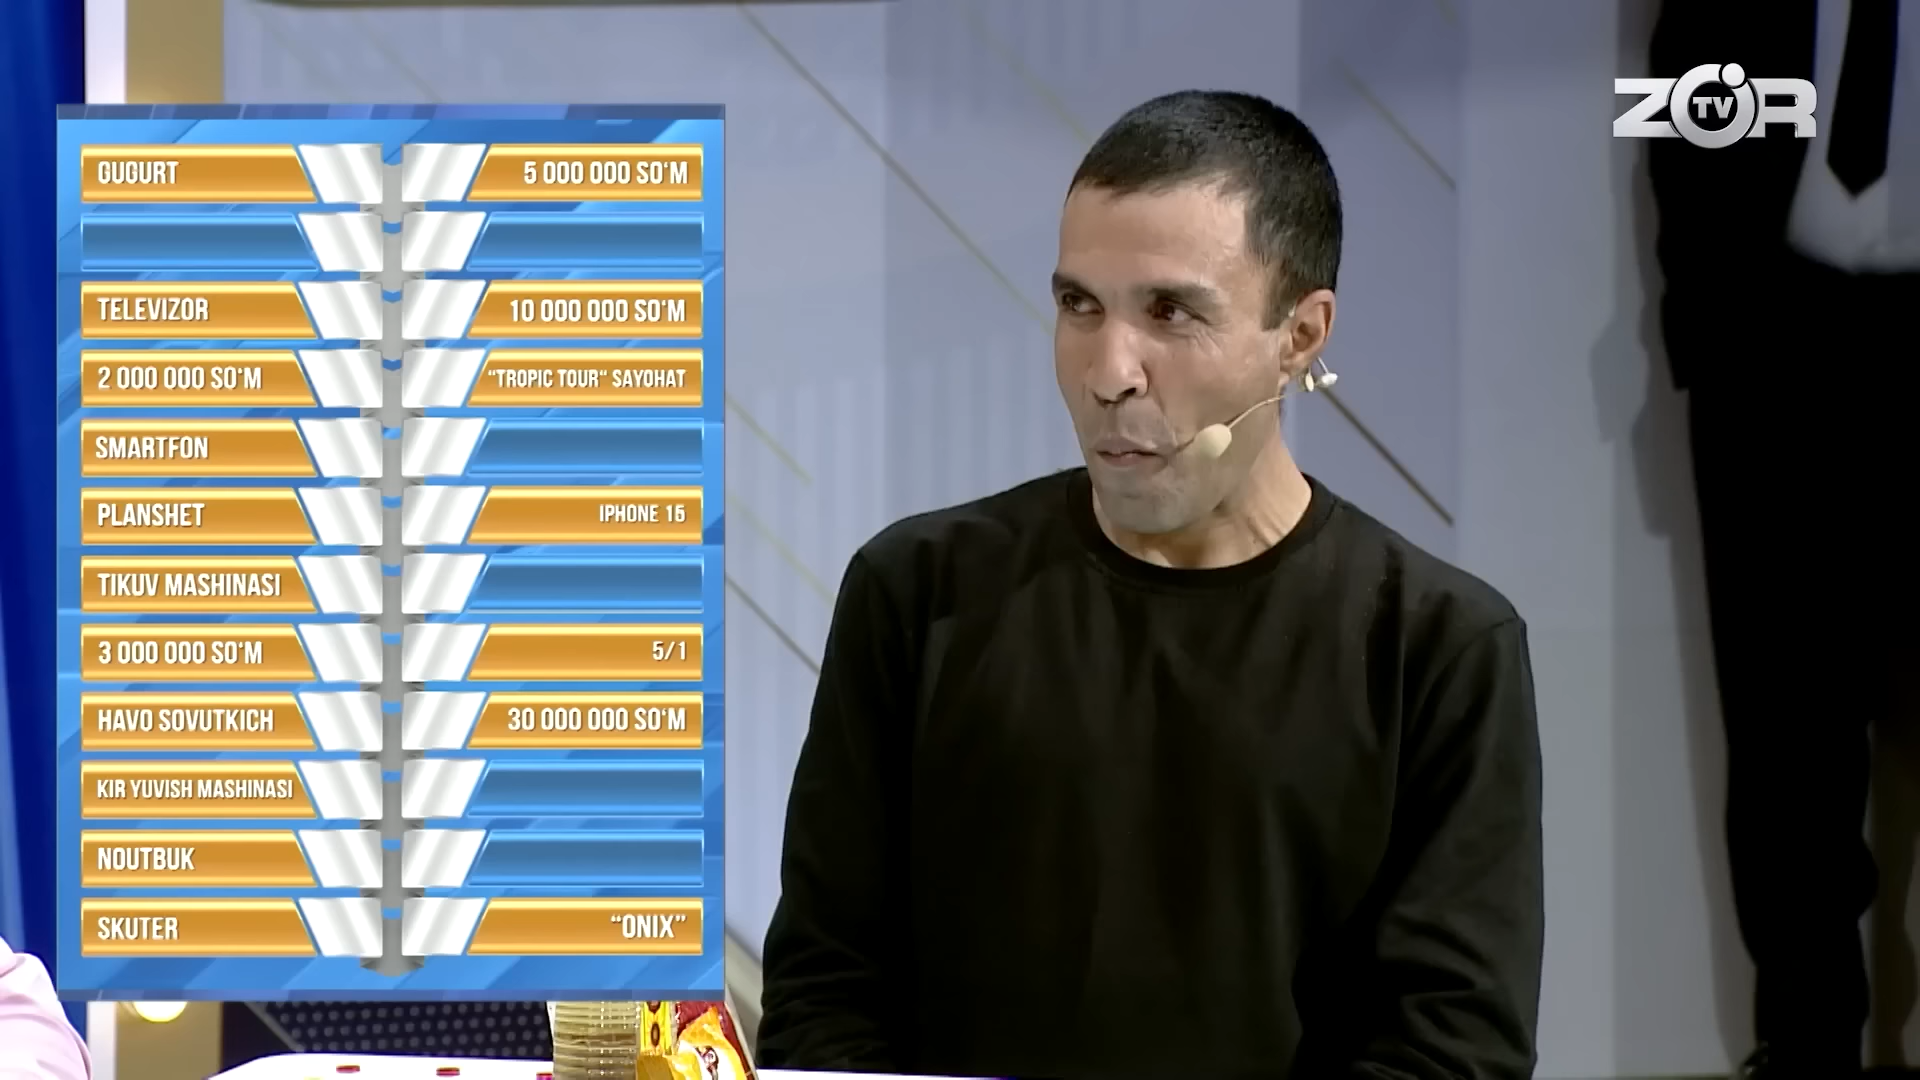 ZOR TV
GUGURT
5 000 000 SO'M
TELEVIZOR
10 000 000 SO'M
2 000 000 SO'M
"TROPIC TOUR" SAYOHAT
SMARTFON
PLANSHET
IPHONE 15
TIKUV MASHINASI
3 000 000 SO'M
5/1
HAVO SOVUTKICH
30 000 000 SO'M
KIR YUVISH MASHINASI
NOUTBUK
SKUTER
"ONIX"